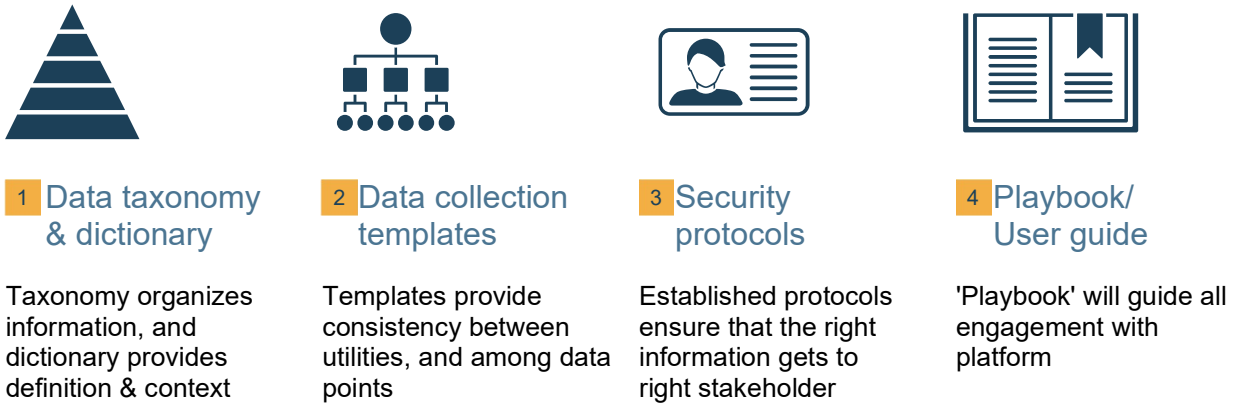 1 Data taxonomy
& dictionary
Taxonomy organizes
information, and
dictionary provides
definition & context
2 Data collection
templates
Templates provide
consistency between
utilities, and among data
points
3 Security
protocols
Established protocols
ensure that the right
information gets to
right stakeholder
4 Playbook/
User guide
'Playbook' will guide all
engagement with
platform